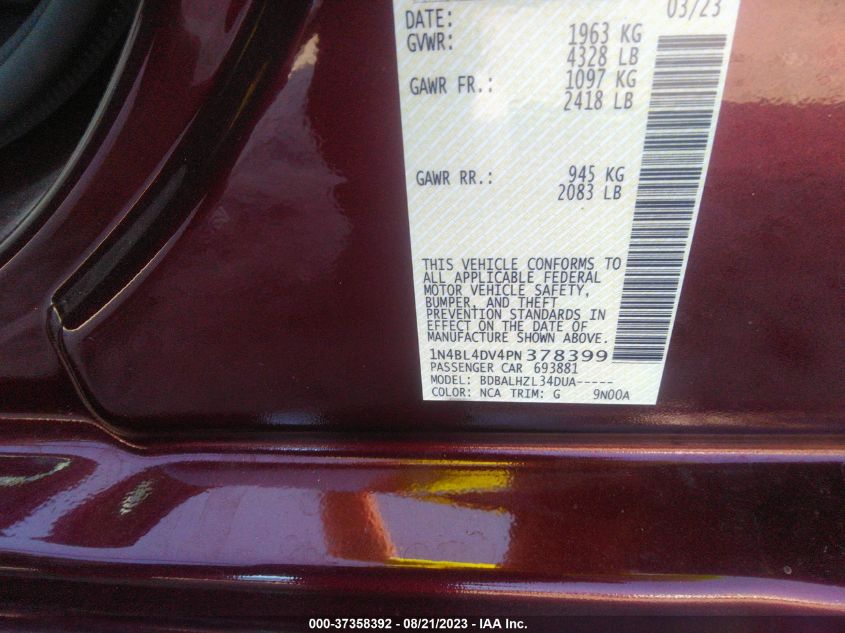 DATE: 03/23
GVWR: 1963 KG
4328 LB
GAWR FR.: 1097 KG
2418 LB
GAWR RR.: 945 KG
2083 LB
THIS VEHICLE CONFORMS TO
ALL APPLICABLE FEDERAL
MOTOR VEHICLE SAFETY,
BUMPER, AND THEFT
PREVENTION STANDARDS IN
EFFECT ON THE DATE OF
MANUFACTURE SHOWN ABOVE.
1N4BL4DV4PN378399
PASSENGER CAR 693881
MODEL: BDBALHZL34DUA-----
COLOR: NCA TRIM: G 9N00A
000-37358392 - 08/21/2023 - IAA Inc.